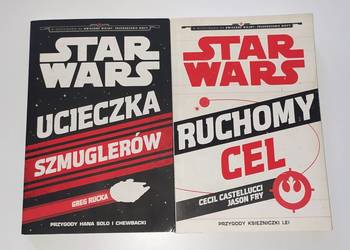 STAR
WARS
UCIECZKA
SZMUGLERÓW
GREG RUCKA
PRZYGODY HANA SOLO I CHEWBACKI
STAR
WARS
RUCHOMY
CEL
CECIL CASTELLUCCI
JASON FRY
PRZYGODY KSIĘŻNICZKI LEI